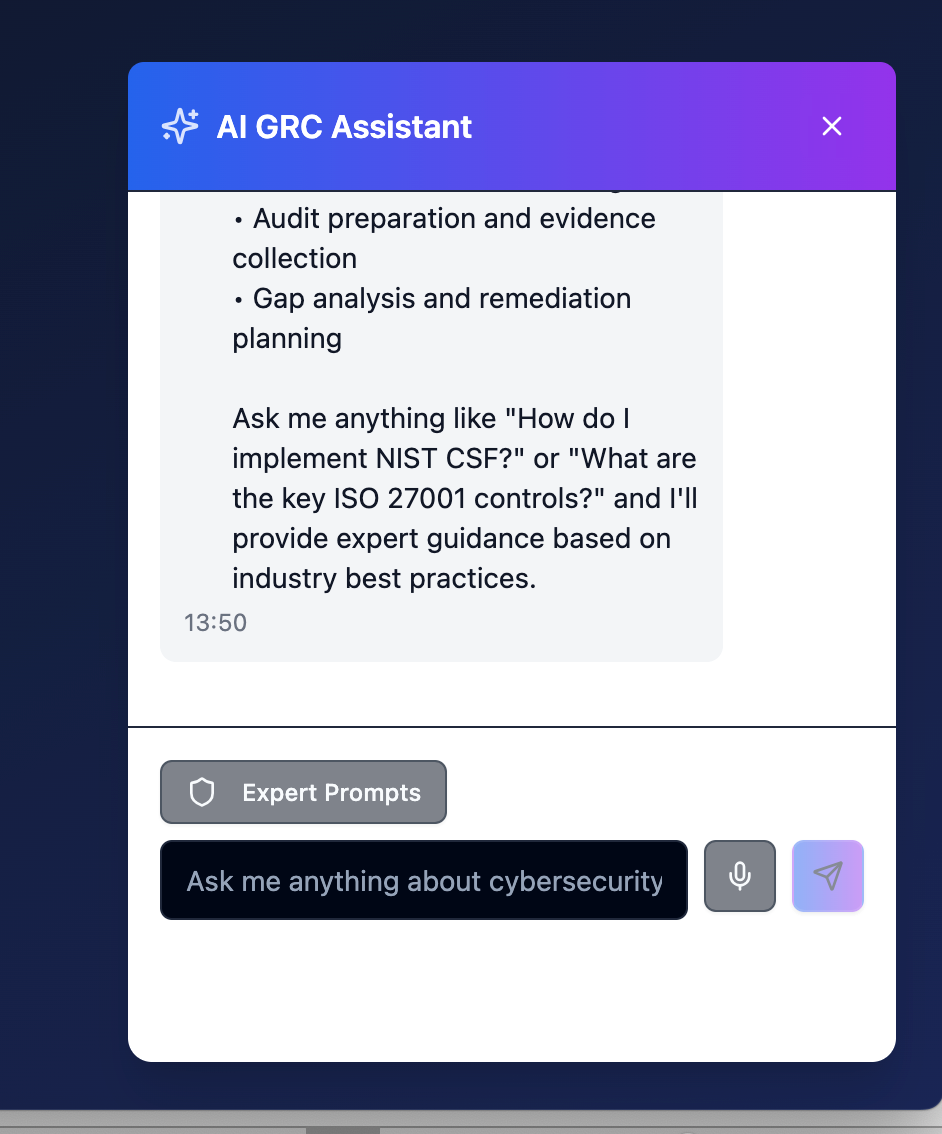 AI GRC Assistant
• Audit preparation and evidence
collection
• Gap analysis and remediation
planning
Ask me anything like "How do I
implement NIST CSF?" or "What are
the key ISO 27001 controls?" and I'll
provide expert guidance based on
industry best practices.
13:50
Expert Prompts
Ask me anything about cybersecurity